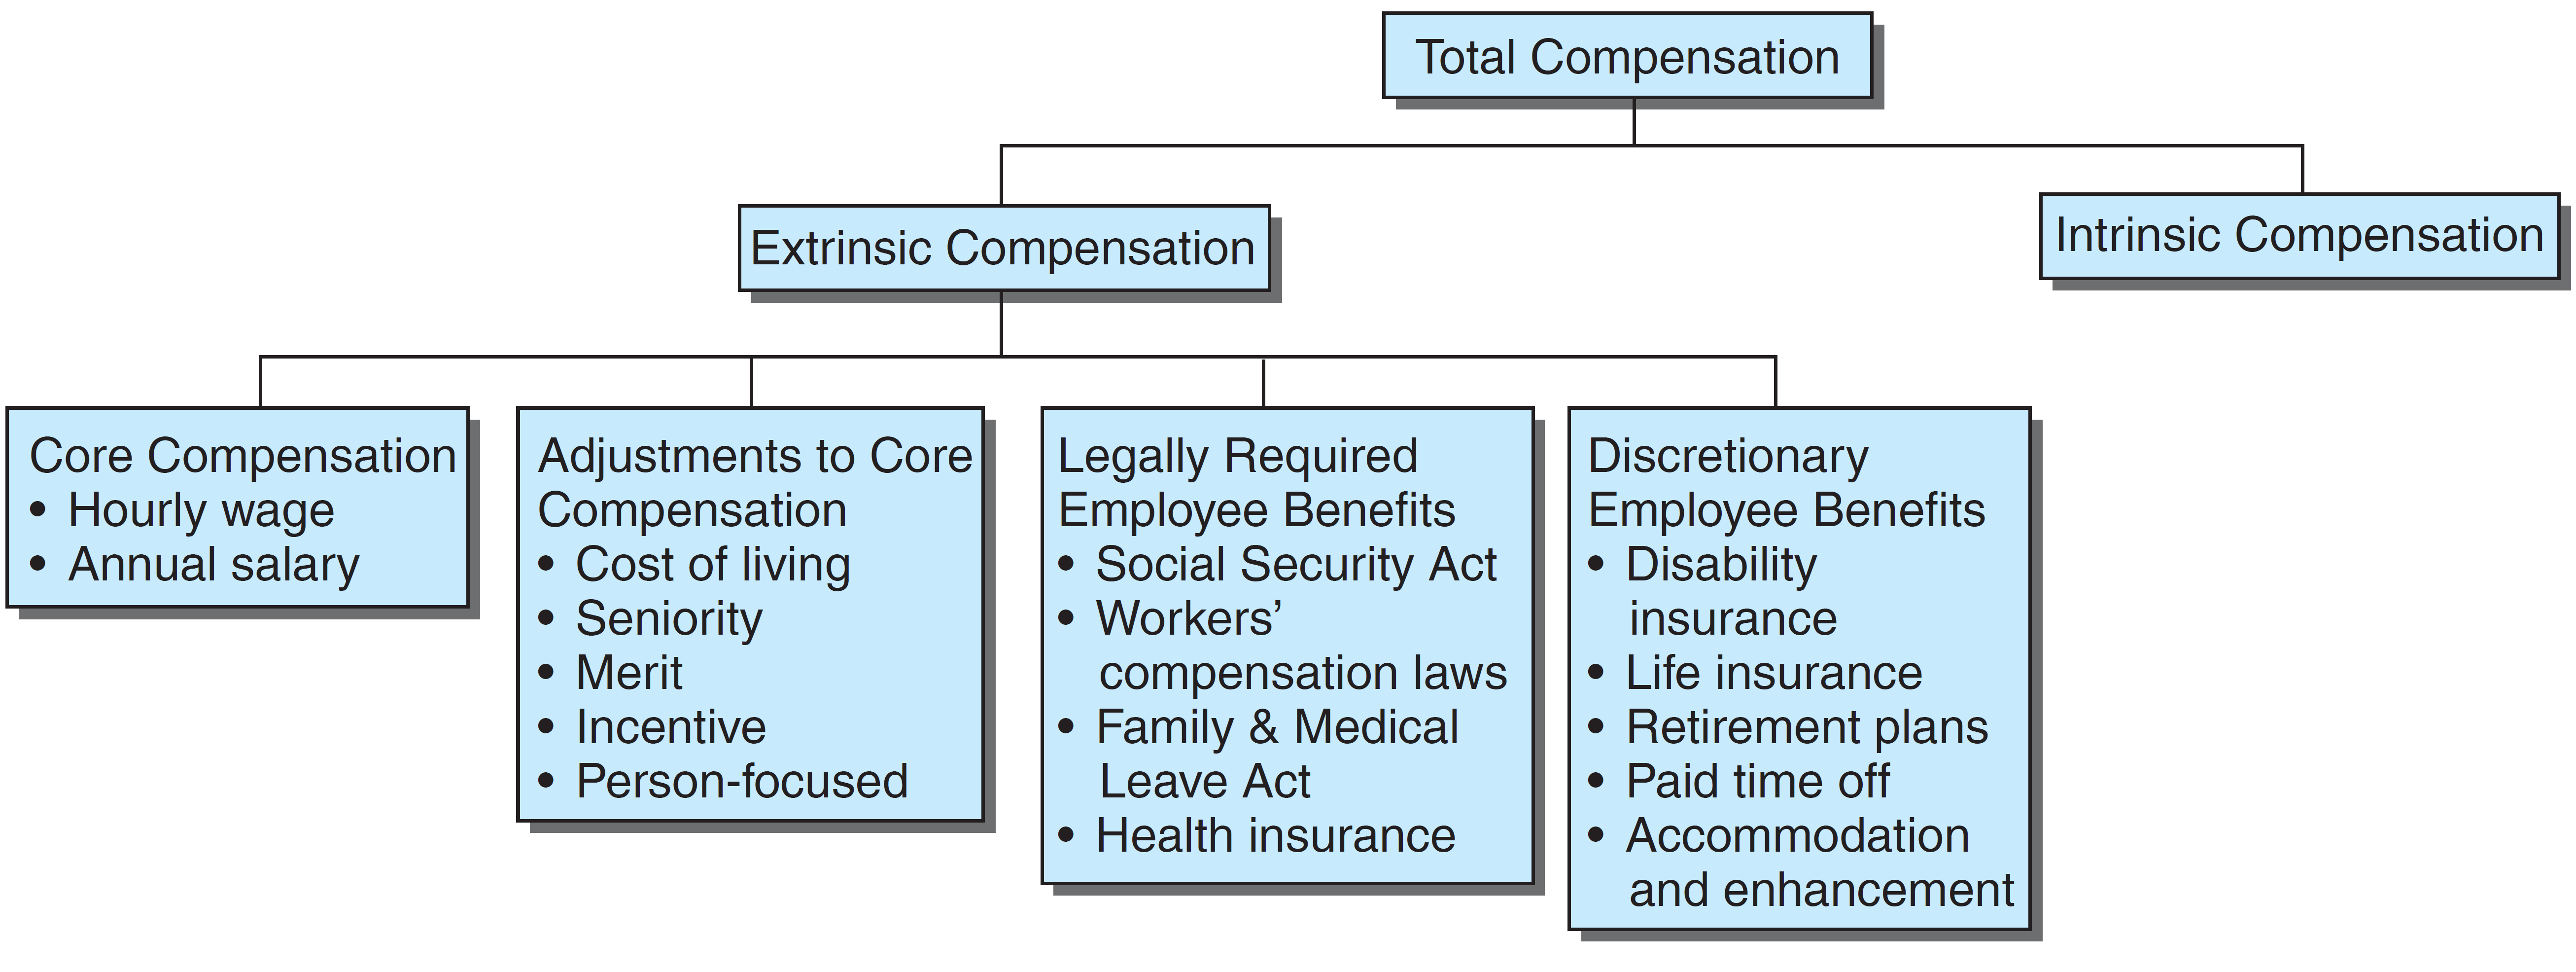 Total Compensation
Extrinsic Compensation
Intrinsic Compensation
Core Compensation
• Hourly wage
• Annual salary
Adjustments to Core
Compensation
• Cost of living
• Seniority
• Merit
• Incentive
• Person-focused
Legally Required
Employee Benefits
• Social Security Act
• Workers’
compensation laws
• Family & Medical
Leave Act
• Health insurance
Discretionary
Employee Benefits
• Disability
insurance
• Life insurance
• Retirement plans
• Paid time off
• Accommodation
and enhancement